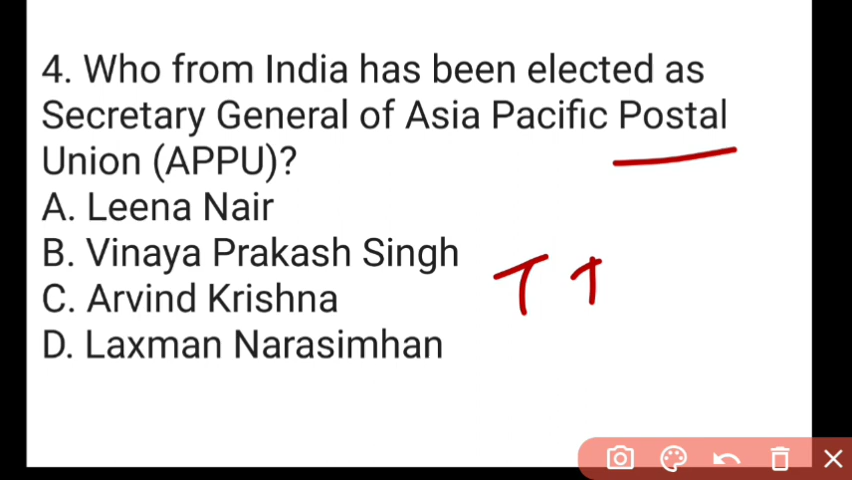 4. Who from India has been elected as
Secretary General of Asia Pacific Postal
Union (APPU)?
A. Leena Nair
B. Vinaya Prakash Singh
C. Arvind Krishna
D. Laxman Narasimhan